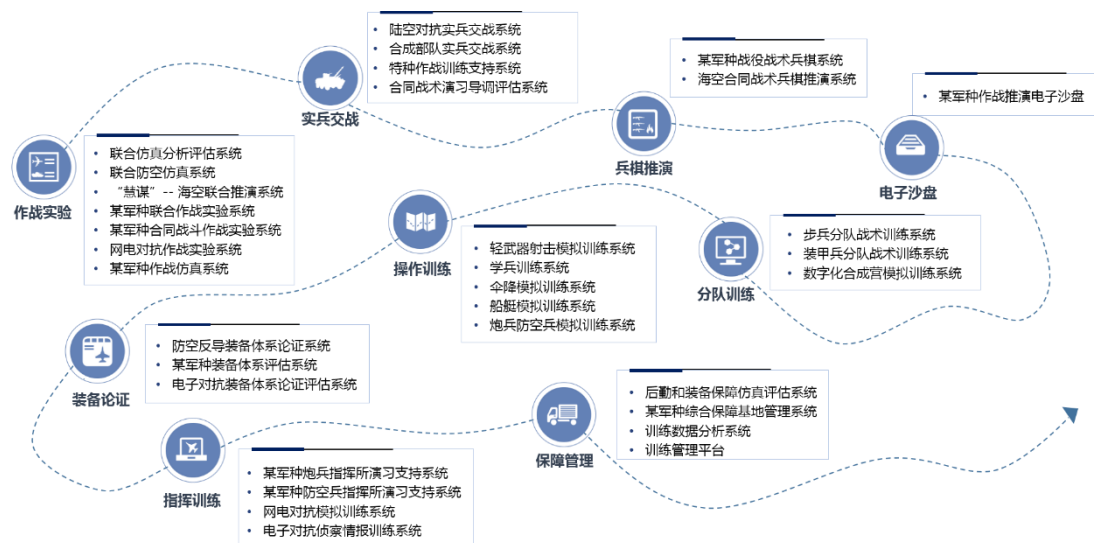 作战实验
联合仿真分析评估系统
联合防空仿真系统
“慧谋”-- 海空联合推演系统
某军种联合作战实验系统
某军种合同战斗作战实验系统
网电对抗作战实验系统
某军种作战仿真系统
实兵交战
陆空对抗实兵交战系统
合成部队实兵交战系统
特种作战训练支持系统
合同战术演习导调评估系统
兵棋推演
某军种战役战术兵棋系统
海空合同战术兵棋推演系统
电子沙盘
某军种作战推演电子沙盘
分队训练
步兵分队战术训练系统
装甲兵分队战术训练系统
数字化合成营模拟训练系统
操作训练
轻武器射击模拟训练系统
学兵训练系统
伞降模拟训练系统
船艇模拟训练系统
炮兵防空兵模拟训练系统
装备论证
防空反导装备体系论证系统
某军种装备体系评估系统
电子对抗装备体系论证评估系统
指挥训练
某军种炮兵指挥所演习支持系统
某军种防空兵指挥所演习支持系统
网电对抗模拟训练系统
电子对抗侦察情报训练系统
保障管理
后勤和装备保障仿真评估系统
某军种综合保障基地管理系统
训练数据分析系统
训练管理平台